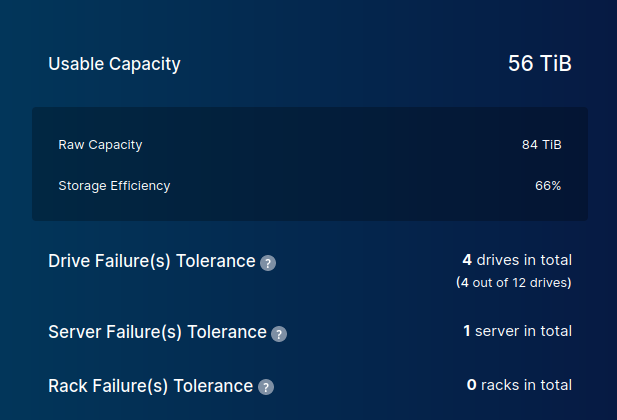 Usable Capacity 56 TiB
Raw Capacity 84 TiB
Storage Efficiency 66%
Drive Failure(s) Tolerance ? 4 drives in total
(4 out of 12 drives)
Server Failure(s) Tolerance ? 1 server in total
Rack Failure(s) Tolerance ? 0 racks in total